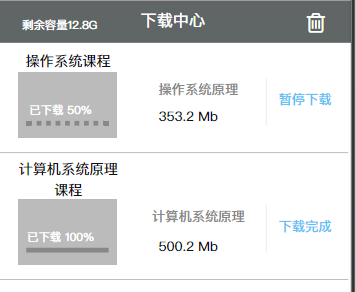 剩余容量12.8G
下载中心
操作系统课程
已下载 50%
操作系统原理
353.2 Mb
暂停下载
计算机系统原理
课程
已下载 100%
计算机系统原理
500.2 Mb
下载完成